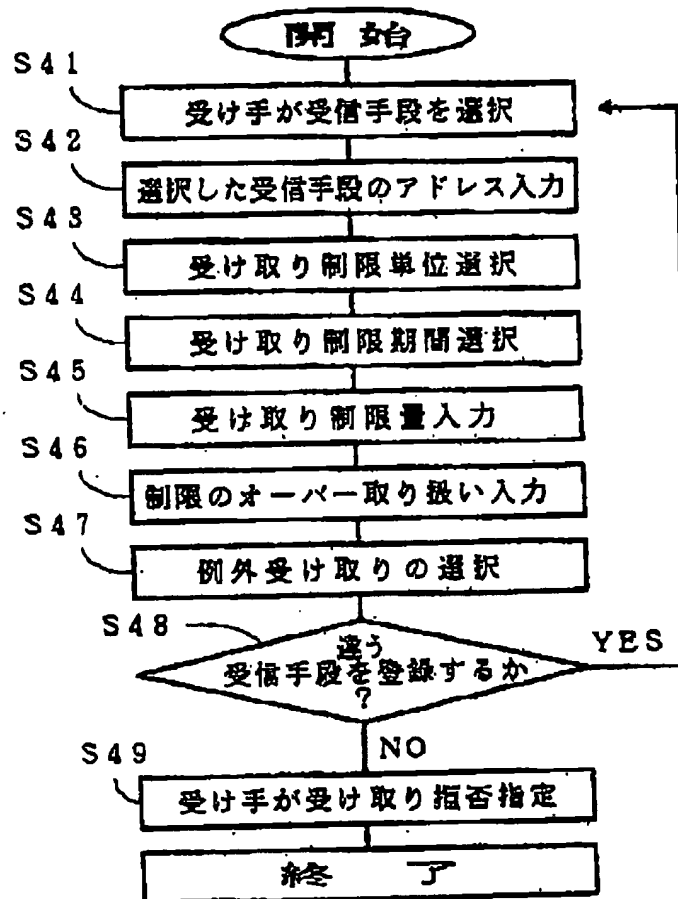 開 始
S41
受け手が受信手段を選択
S42
選択した受信手段のアドレス入力
S43
受け取り制限単位選択
S44
受け取り制限期間選択
S45
受け取り制限量入力
S46
制限のオーバー取り扱い入力
S47
例外受け取りの選択
S48
違う
受信手段を登録するか
?
YES
NO
S49
受け手が受け取り拒否指定
終 了